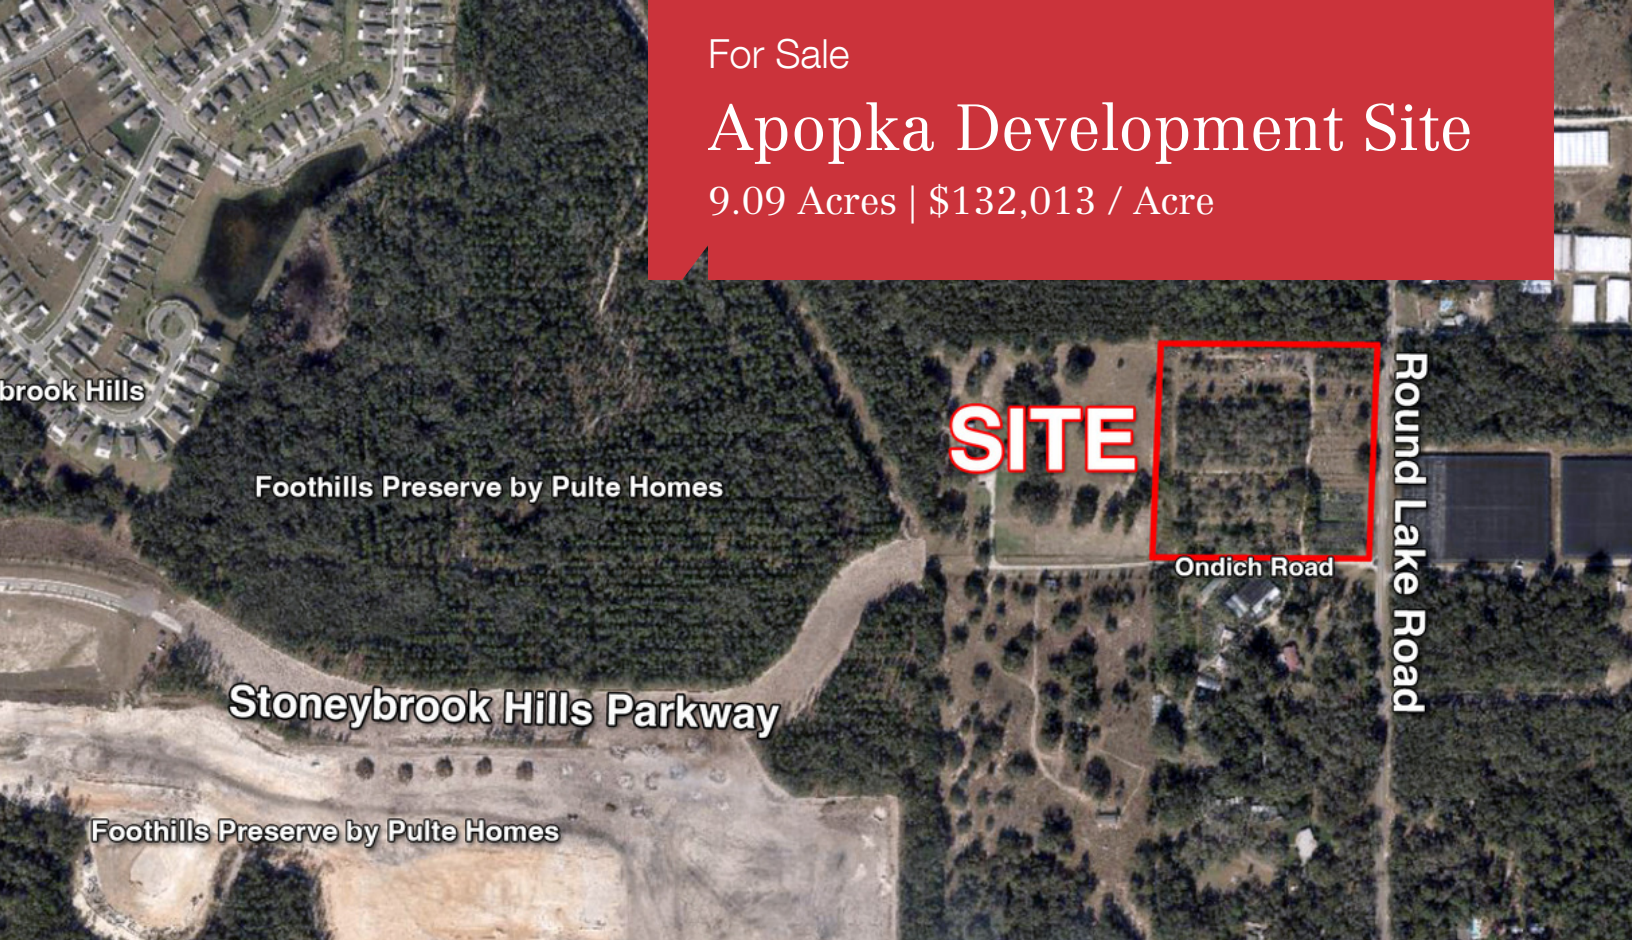 For Sale
Apopka Development Site
9.09 Acres | $132,013 / Acre
brook Hills
SITE
Round Lake Road
Foothills Preserve by Pulte Homes
Ondich Road
Stoneybrook Hills Parkway
Foothills Preserve by Pulte Homes